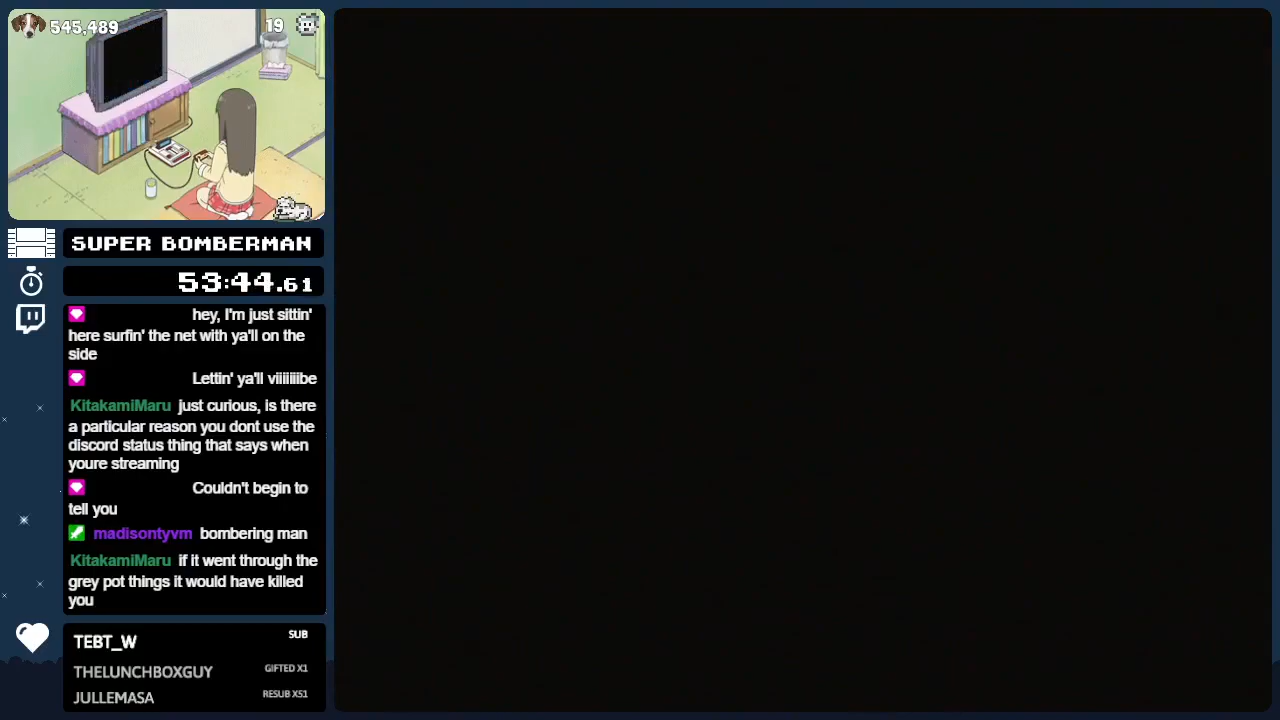 545,489
19
SUPER BOMBERMAN
53:44.61
hey, I'm just sittin'
here surfin' the net with ya'll on the
side
Lettin' ya'll viiiiiibe
KitakamiMaru just curious, is there
a particular reason you dont use the
discord status thing that says when
youre streaming
Couldn't begin to
tell you
madisontyvm bombering man
KitakamiMaru if it went through the
grey pot things it would have killed
you
TEBT_W SUB
THELUNCHBOXGUY GIFTED X1
JULLEMASA RESUB X51